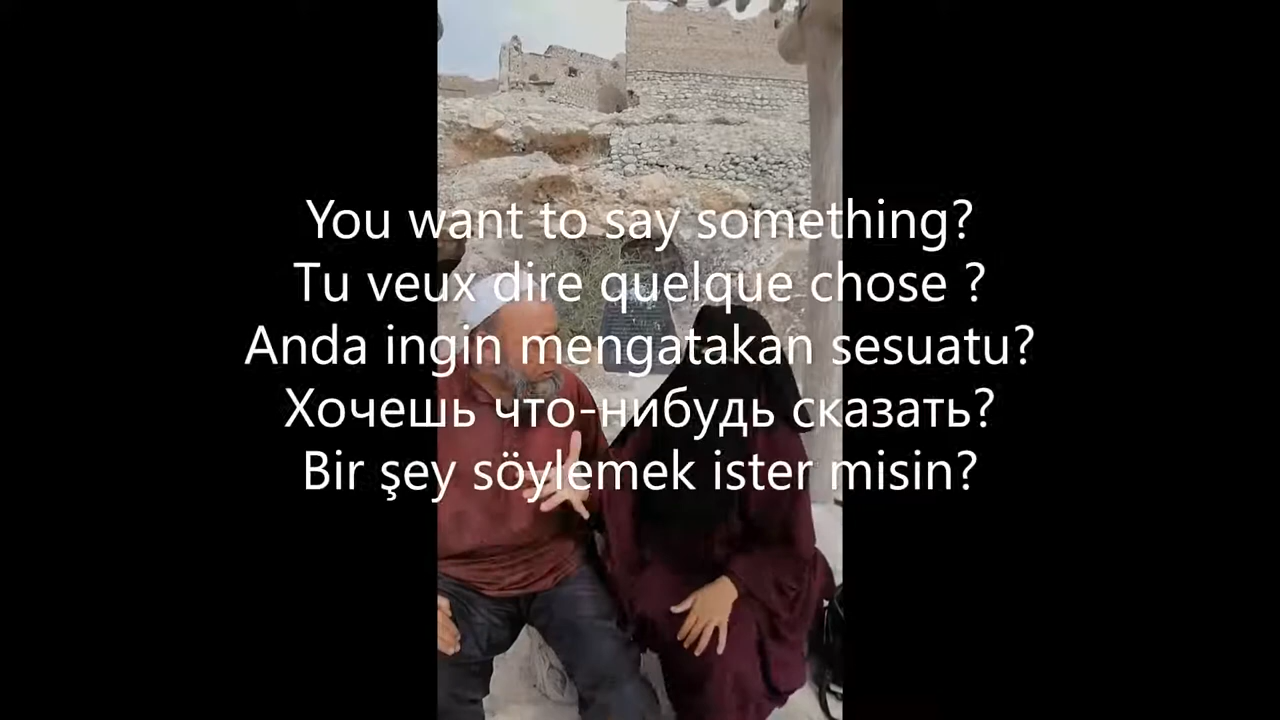 You want to say something?
Tu veux dire quelque chose ?
Anda ingin mengatakan sesuatu?
Хочешь что-нибудь сказать?
Bir şey söylemek ister misin?